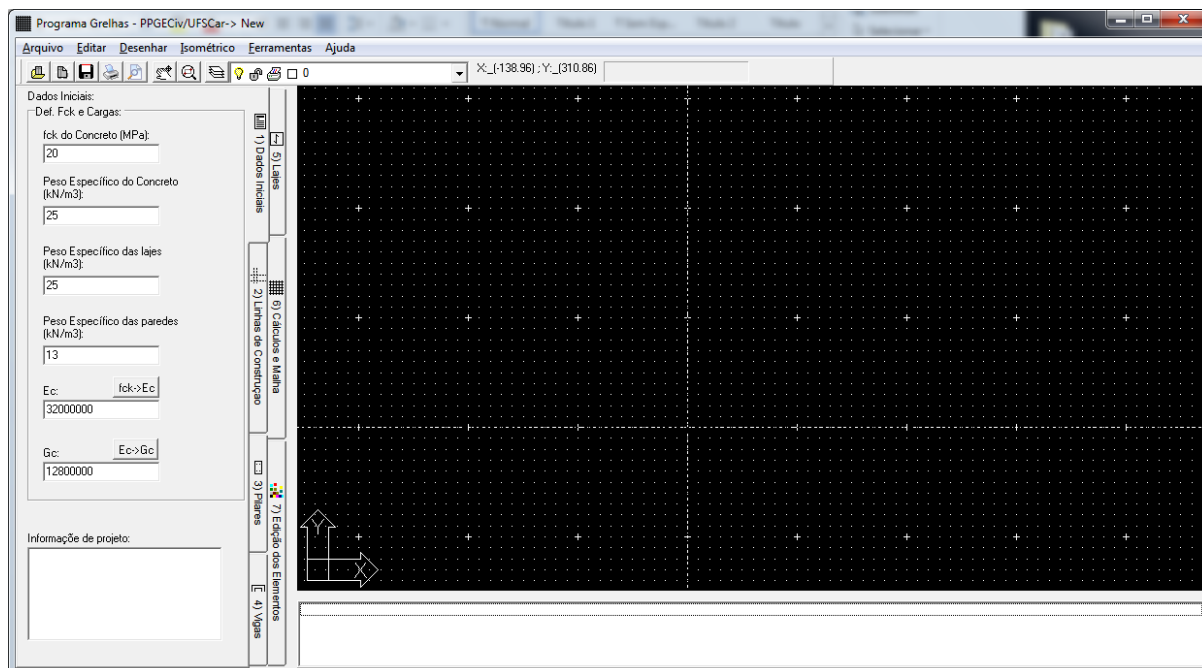 Programa Grelhas - PPGECiv/UFSCar-> New
Arquivo Editar Desenhar Isométrico Ferramentas Ajuda
0
X:_(-138.96) ; Y:_(310.86)
Dados Iniciais:
Def. Fck e Cargas:
fck do Concreto (MPa):
20
Peso Específico do Concreto
(kN/m3):
25
Peso Específico das lajes
(kN/m3):
25
Peso Específico das paredes
(kN/m3):
13
Ec:
fck->Ec
32000000
Gc:
Ec->Gc
12800000
Informaçõe de projeto:
1) Dados Iniciais
2) Linhas de Construçao
3) Pilares
4) Vigas
5) Lajes
6) Cálculos e Malha
7) Edição dos Elementos
Y
X